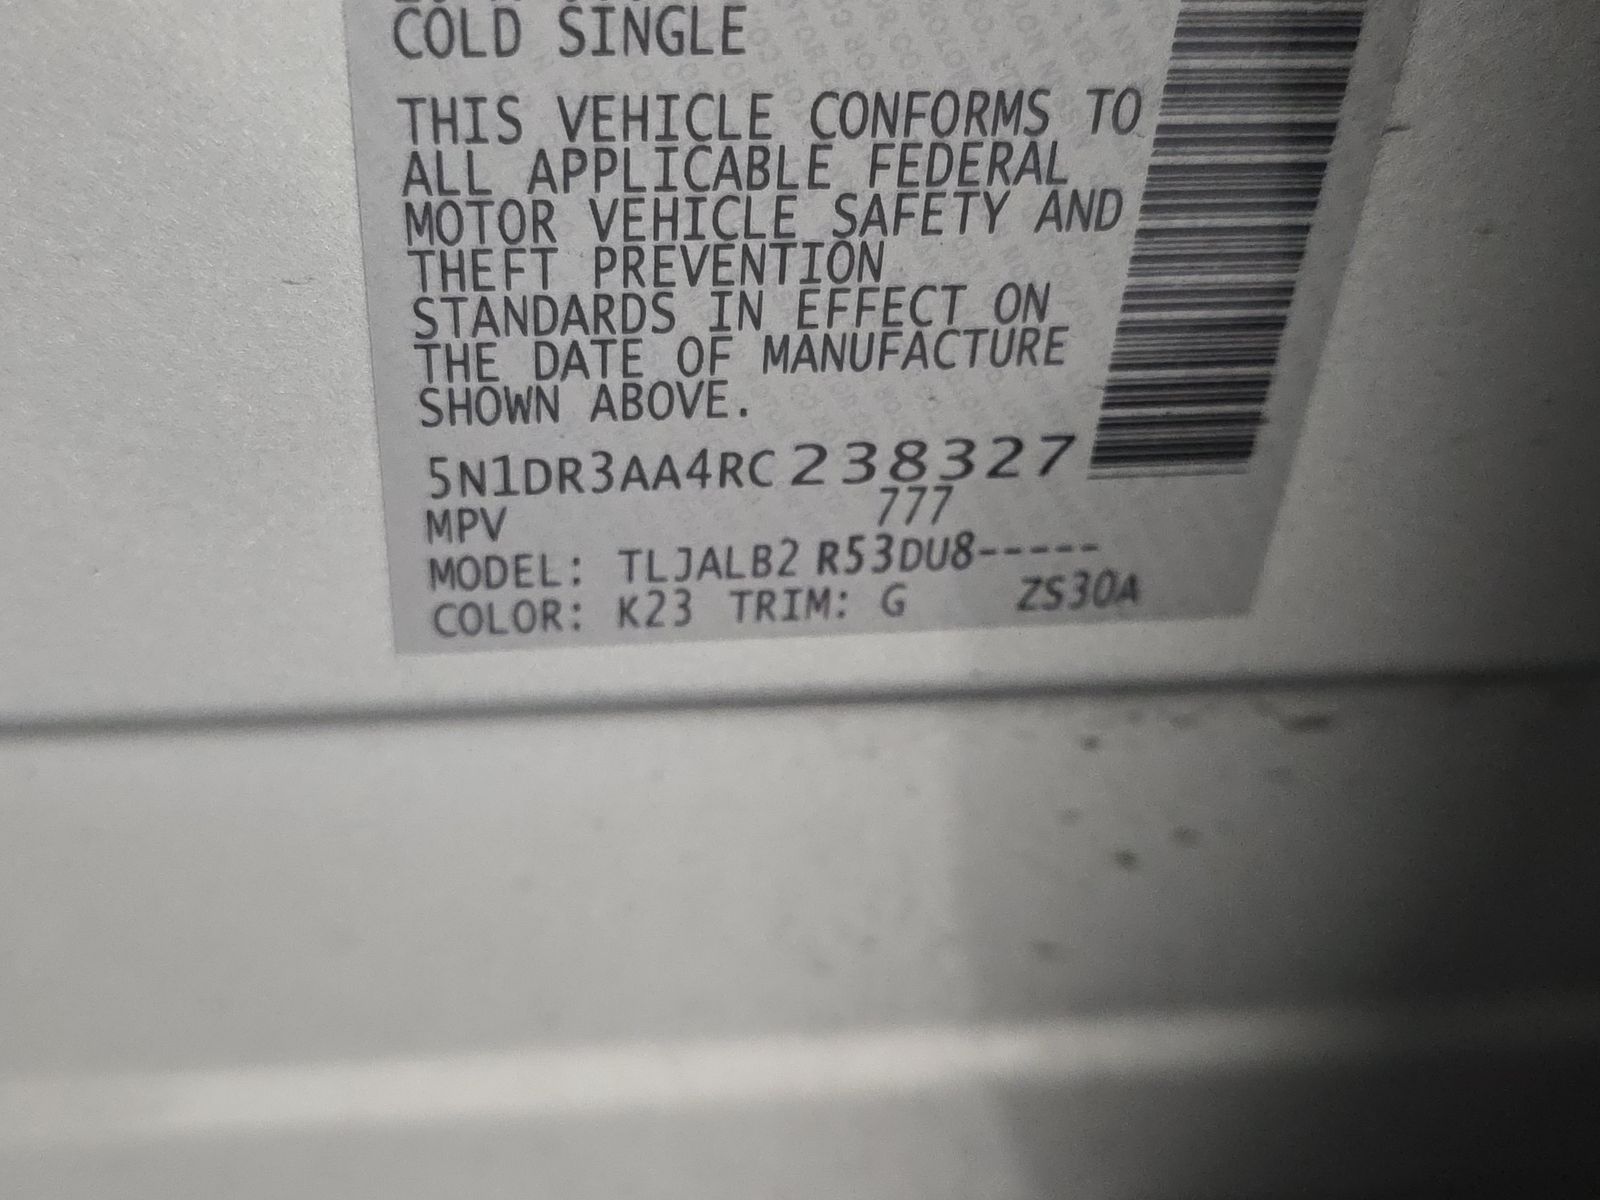 COLD SINGLE
THIS VEHICLE CONFORMS TO
ALL APPLICABLE FEDERAL
MOTOR VEHICLE SAFETY AND
THEFT PREVENTION
STANDARDS IN EFFECT ON
THE DATE OF MANUFACTURE
SHOWN ABOVE.
5N1DR3AA4RC238327
MPV 777
MODEL: TLJALB2 R53DU8-----
COLOR: K23 TRIM: G ZS30A